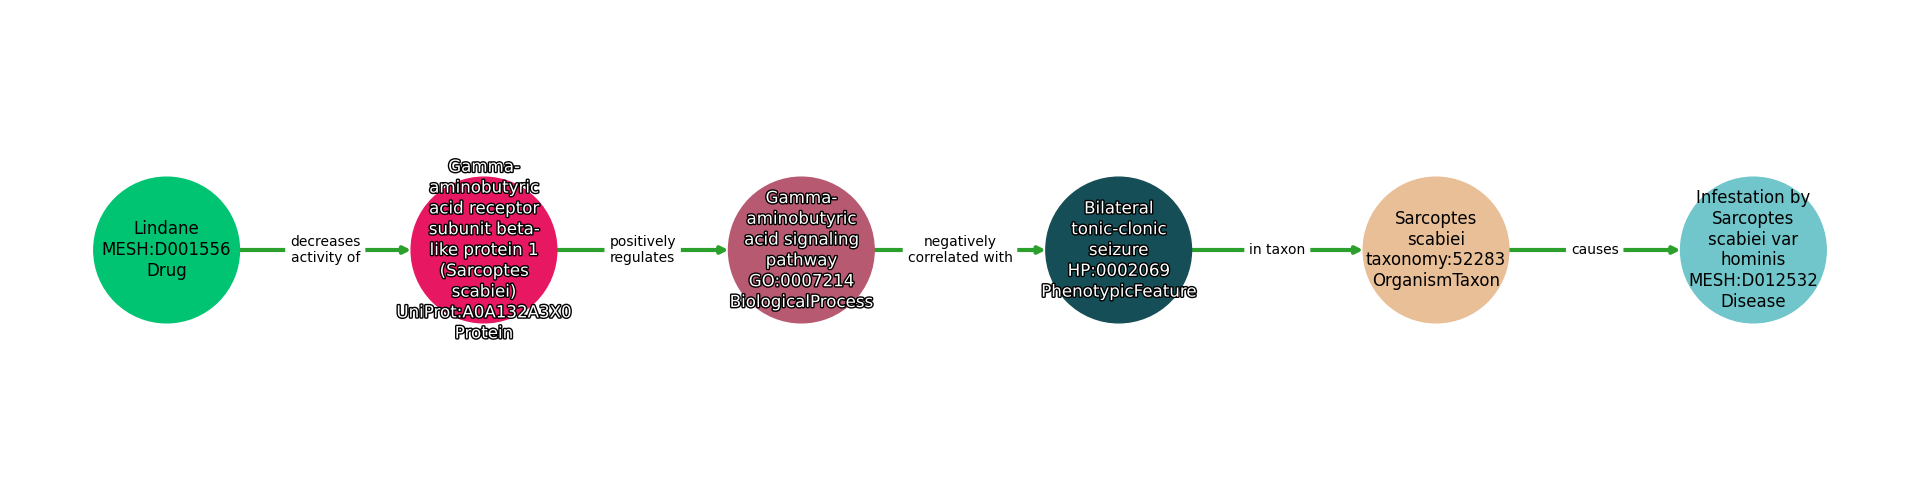 Lindane
MESH:D001556
Drug
decreases
activity of
Gamma-
aminobutyric
acid receptor
subunit beta-
like protein 1
(Sarcoptes
scabiei)
UniProt:A0A132A3X0
Protein
positively
regulates
Gamma-
aminobutyric
acid signaling
pathway
GO:0007214
BiologicalProcess
negatively
correlated with
Bilateral
tonic-clonic
seizure
HP:0002069
PhenotypicFeature
in taxon
Sarcoptes
scabiei
taxonomy:52283
OrganismTaxon
causes
Infestation by
Sarcoptes
scabiei var
hominis
MESH:D012532
Disease